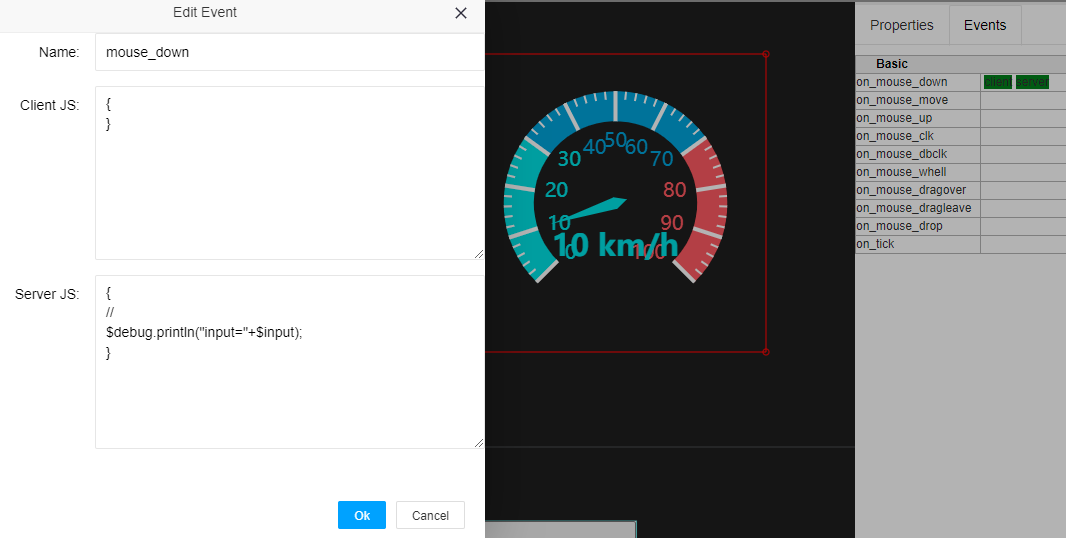 Edit Event
Name:
mouse_down
Client JS:
{
}
Server JS:
{
//
$debug.println("input="+$input);
}
Ok
Cancel
0
10
20
30
40
50
60
70
80
90
100
10 km/h
Properties
Events
Basic
on_mouse_down client server
on_mouse_move
on_mouse_up
on_mouse_clk
on_mouse_dbclk
on_mouse_whell
on_mouse_dragover
on_mouse_dragleave
on_mouse_drop
on_tick